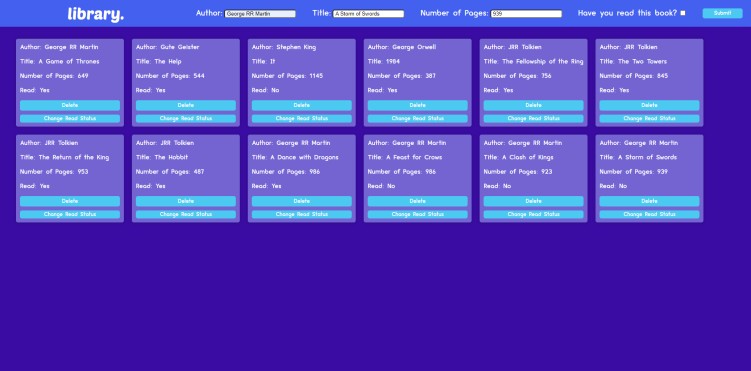 library.
Author: George RR Martin Title: A Storm of Swords Number of Pages: 939 Have you read this book? Submit
Author: George RR Martin
Title: A Game of Thrones
Number of Pages: 649
Read: Yes
Delete
Change Read Status
Author: Gute Geister
Title: The Help
Number of Pages: 544
Read: Yes
Delete
Change Read Status
Author: Stephen King
Title: It
Number of Pages: 1145
Read: No
Delete
Change Read Status
Author: George Orwell
Title: 1984
Number of Pages: 387
Read: Yes
Delete
Change Read Status
Author: JRR Tolkien
Title: The Fellowship of the Ring
Number of Pages: 756
Read: Yes
Delete
Change Read Status
Author: JRR Tolkien
Title: The Two Towers
Number of Pages: 845
Read: Yes
Delete
Change Read Status
Author: JRR Tolkien
Title: The Return of the King
Number of Pages: 953
Read: Yes
Delete
Change Read Status
Author: JRR Tolkien
Title: The Hobbit
Number of Pages: 487
Read: Yes
Delete
Change Read Status
Author: George RR Martin
Title: A Dance with Dragons
Number of Pages: 986
Read: Yes
Delete
Change Read Status
Author: George RR Martin
Title: A Feast for Crows
Number of Pages: 986
Read: No
Delete
Change Read Status
Author: George RR Martin
Title: A Clash of Kings
Number of Pages: 923
Read: No
Delete
Change Read Status
Author: George RR Martin
Title: A Storm of Swords
Number of Pages: 939
Read: No
Delete
Change Read Status